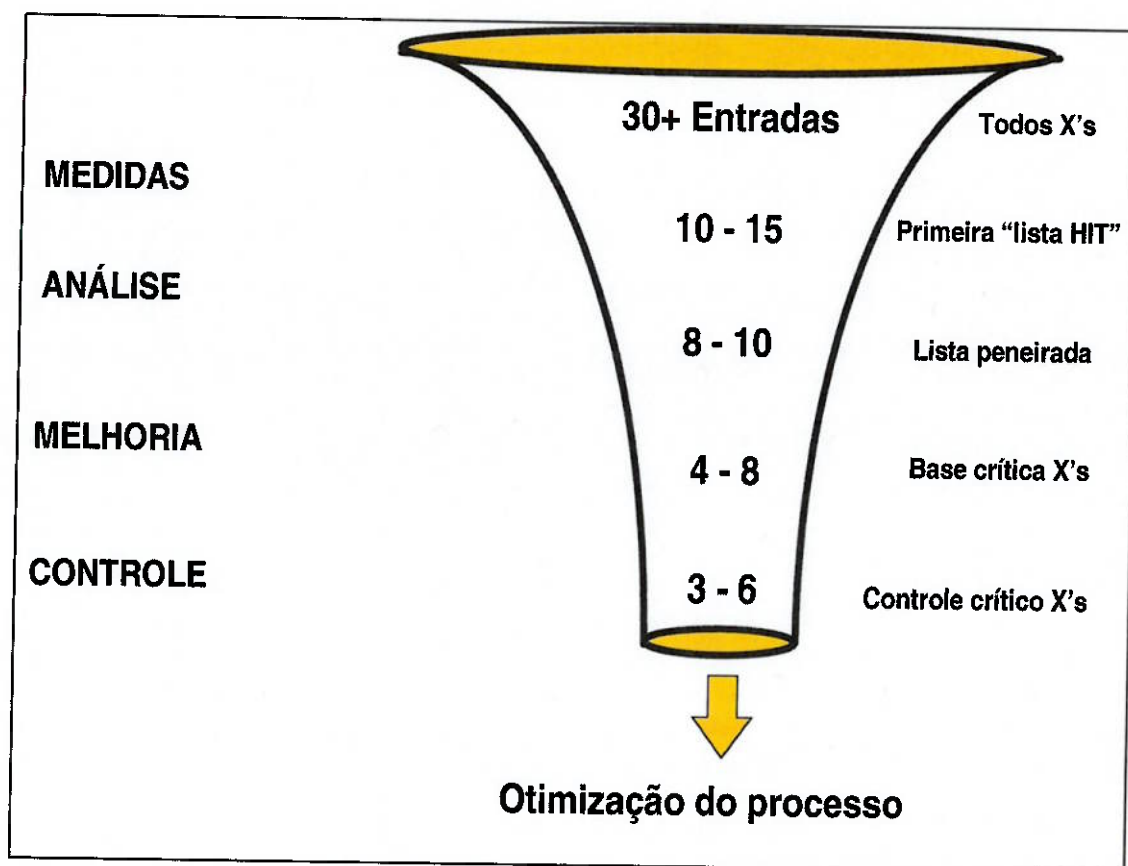 30+ Entradas
Todos X's
MEDIDAS
10 - 15
Primeira “lista HIT”
ANÁLISE
8 - 10
Lista peneirada
MELHORIA
4 - 8
Base crítica X's
CONTROLE
3 - 6
Controle crítico X's
Otimização do processo